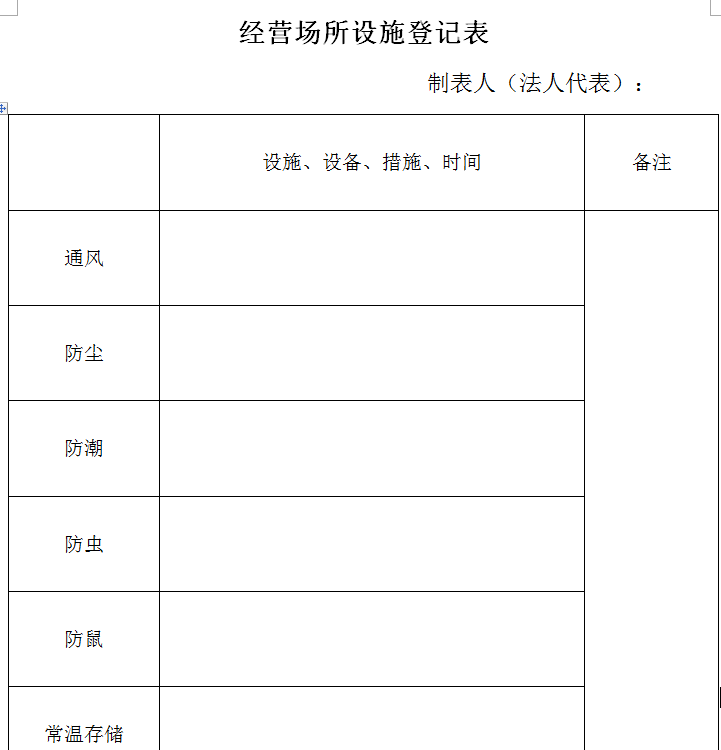 经营场所设施登记表
制表人（法人代表）：
设施、设备、措施、时间 备注
通风
防尘
防潮
防虫
防鼠
常温存储